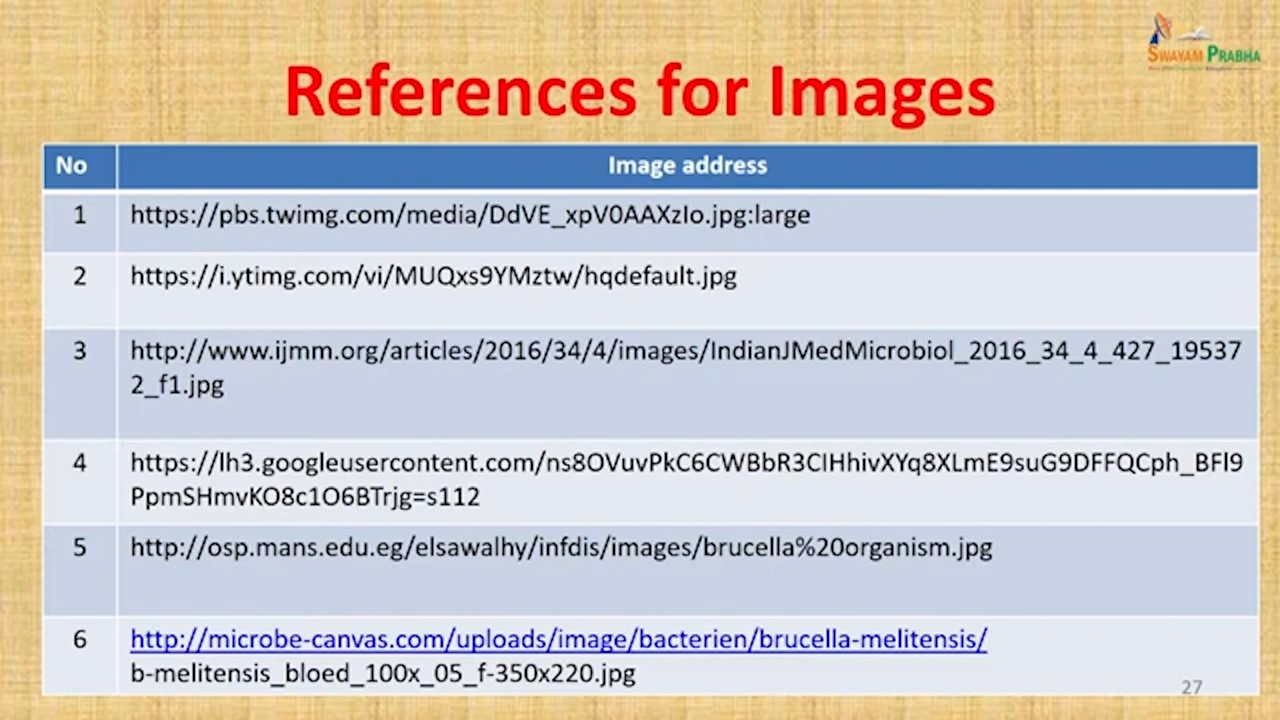 SWAYAM PRABHA
References for Images
No Image address
1 https://pbs.twimg.com/media/DdVE_xpV0AAXzIo.jpg:large
2 https://i.ytimg.com/vi/MUQxs9YMztw/hqdefault.jpg
3 http://www.ijmm.org/articles/2016/34/4/images/IndianJMedMicrobiol_2016_34_4_427_19537
2_f1.jpg
4 https://lh3.googleusercontent.com/ns8OVuvPkC6CWBbR3CIHhivXYq8XLmE9suG9DFFQCph_BFl9
PpmSHmvKO8c1O6BTrjg=s112
5 http://osp.mans.edu.eg/elsawalhy/infdis/images/brucella%20organism.jpg
6 http://microbe-canvas.com/uploads/image/bacterien/brucella-melitensis/
b-melitensis_bloed_100x_05_f-350x220.jpg
27